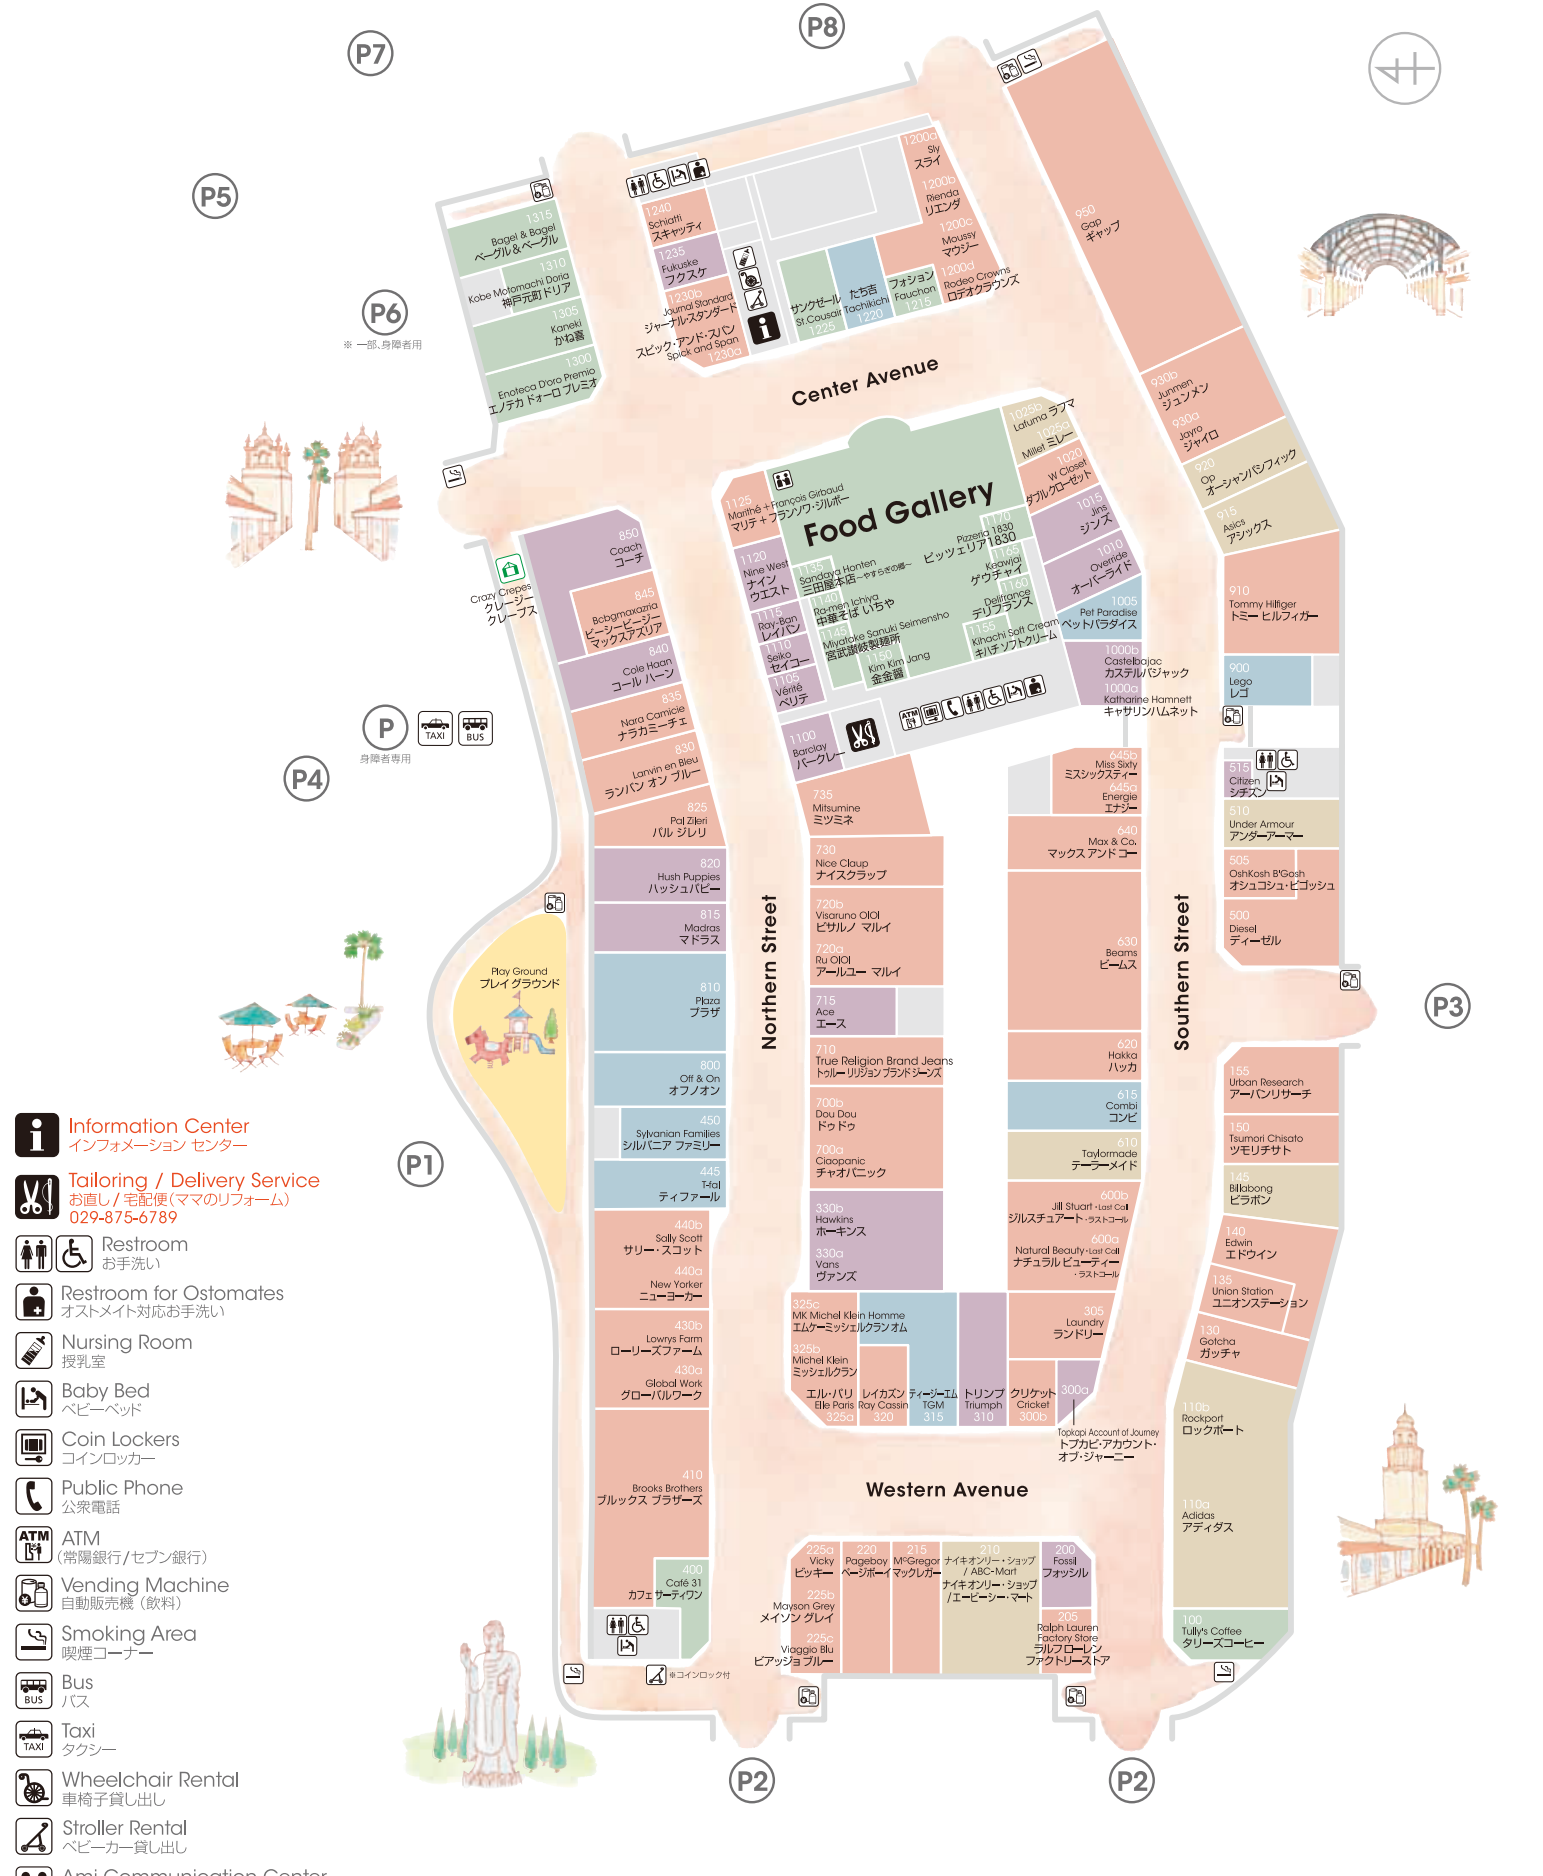 P8
P7
P5
P6
※ 一部、身障者用
1200a
Sly
スライ
1200b
Rienda
リエンダ
1200c
Moussy
マウジー
1200d
Rodeo Crowns
ロデオクラウンズ
1240
Schiatti
スキャッティ
1235
Fukuske
フクスケ
1230b
Journal Standard
ジャーナル・スタンダード
スピック・アンド・スパン
Spick and Span
1230a
サンクゼール
St.Cousair
1225
たち吉
Tachikichi
1220
フォション
Fauchon
1215
1315
Bagel & Bagel
ベーグル&ベーグル
1310
Kobe Motomachi Doria
神戸元町ドリア
1305
Kaneki
かね喜
1300
Enoteca D'oro Premio
エノテカ ドォーロ プレミオ
950
Gap
ギャップ
930b
Junmen
ジュンメン
930a
Jayro
ジャイロ
920
Op
オーシャンパシフィック
915
Asics
アシックス
910
Tommy Hilfiger
トミー ヒルフィガー
900
Lego
レゴ
Center Avenue
1025b
Lafuma ラフマ
1025a
Millet ミレー
1020
W Closet
ダブルクローゼット
1015
Jins
ジンズ
1010
Override
オーバーライド
1005
Pet Paradise
ペットパラダイス
1000b
Castelbajac
カステルバジャック
1000a
Katharine Hamnett
キャサリンハムネット
Food Gallery
1125
Marithé + François Girbaud
マリテ + フランソワ・ジルボー
1120
Nine West
ナイン
ウエスト
1115
Ray-Ban
レイバン
1110
Seiko
セイコー
1105
Vérité
ベリテ
1100
Barclay
バークレー
1135
Sandaya Honten
三田屋本店~やすらぎの郷~
1140
Ra-men Ichiya
中華そば いちや
1145
Miyatake Sanuki Seimensho
宮武讃岐製麺所
1150
Kim Kim Jang
金金醤
1170
Pizzeria 1830
ピッツェリア1830
1165
Keawjai
ゲウチャイ
1160
Delifrance
デリフランス
1155
Kihachi Soft Cream
キハチ ソフトクリーム
ATM
850
Coach
コーチ
845
Bcbgmaxazria
ビーシービージー
マックスアズリア
840
Cole Haan
コール ハーン
835
Nara Camicie
ナラカミーチェ
830
Lanvin en Bleu
ランバン オン ブルー
825
Pal Zileri
パル ジレリ
820
Hush Puppies
ハッシュパピー
815
Madras
マドラス
810
Plaza
プラザ
800
Off & On
オフノオン
450
Sylvanian Families
シルバニア ファミリー
445
T-fal
ティファール
440b
Sally Scott
サリー・スコット
440a
New Yorker
ニューヨーカー
430b
Lowrys Farm
ローリーズファーム
430a
Global Work
グローバルワーク
410
Brooks Brothers
ブルックス ブラザーズ
400
Café 31
カフェ サーティワン
Crazy Crepes
クレージー
クレープス
P
身障者専用
TAXI
BUS
P4
Play Ground
プレイ グラウンド
P1
P3
Northern Street
Southern Street
735
Mitsumine
ミツミネ
730
Nice Claup
ナイスクラップ
720b
Visaruno OIOI
ビサルノ マルイ
720a
Ru OIOI
アールユー マルイ
715
Ace
エース
710
True Religion Brand Jeans
トゥルー リリジョン ブランド ジーンズ
700b
Dou Dou
ドゥドゥ
700a
Ciaopanic
チャオパニック
330b
Hawkins
ホーキンス
330a
Vans
ヴァンズ
325c
MK Michel Klein Homme
エムケーミッシェルクラン オム
325b
Michel Klein
ミッシェルクラン
エル・パリ
Elle Paris
325a
レイカズン
Ray Cassin
320
ティージーエム
TGM
315
トリンプ
Triumph
310
クリケット
Cricket
300b
300a
Topkapi Account of Journey
トプカピ・アカウント・
オブ・ジャーニー
645b
Miss Sixty
ミスシックスティー
645a
Energie
エナジー
640
Max & Co.
マックス アンド コー
630
Beams
ビームス
620
Hakka
ハッカ
615
Combi
コンビ
610
Taylormade
テーラーメイド
600b
Jill Stuart・Last Call
ジルスチュアート・ラストコール
600a
Natural Beauty・Last Call
ナチュラル ビューティー
・ラストコール
305
Laundry
ランドリー
515
Citizen
シチズン
510
Under Armour
アンダーアーマー
505
OshKosh B'Gosh
オシュコシュ・ビゴッシュ
500
Diesel
ディーゼル
155
Urban Research
アーバンリサーチ
150
Tsumori Chisato
ツモリチサト
145
Billabong
ビラボン
140
Edwin
エドウイン
135
Union Station
ユニオンステーション
130
Gotcha
ガッチャ
110b
Rockport
ロックポート
110a
Adidas
アディダス
100
Tully's Coffee
タリーズコーヒー
Western Avenue
225a
Vicky
ビッキー
225b
Mayson Grey
メイソン グレイ
225c
Viaggio Blu
ビアッジョ ブルー
220
Pageboy
ページボーイ
215
McGregor
マックレガー
210
ナイキオンリー・ショップ
/ ABC-Mart
ナイキ オンリー・ショップ
/エービーシー・マート
200
Fossil
フォッシル
205
Ralph Lauren
Factory Store
ラルフローレン
ファクトリーストア
※コインロック付
P2
P2
Information Center
インフォメーション センター
Tailoring / Delivery Service
お直し / 宅配便(ママのリフォーム)
029-875-6789
Restroom
お手洗い
Restroom for Ostomates
オストメイト対応お手洗い
Nursing Room
授乳室
Baby Bed
ベビーベッド
Coin Lockers
コインロッカー
Public Phone
公衆電話
ATM
ATM
(常陽銀行/セブン銀行)
Vending Machine
自動販売機 (飲料)
Smoking Area
喫煙コーナー
BUS
Bus
バス
TAXI
Taxi
タクシー
Wheelchair Rental
車椅子貸し出し
Stroller Rental
ベビーカー貸し出し
Ami Communication Center